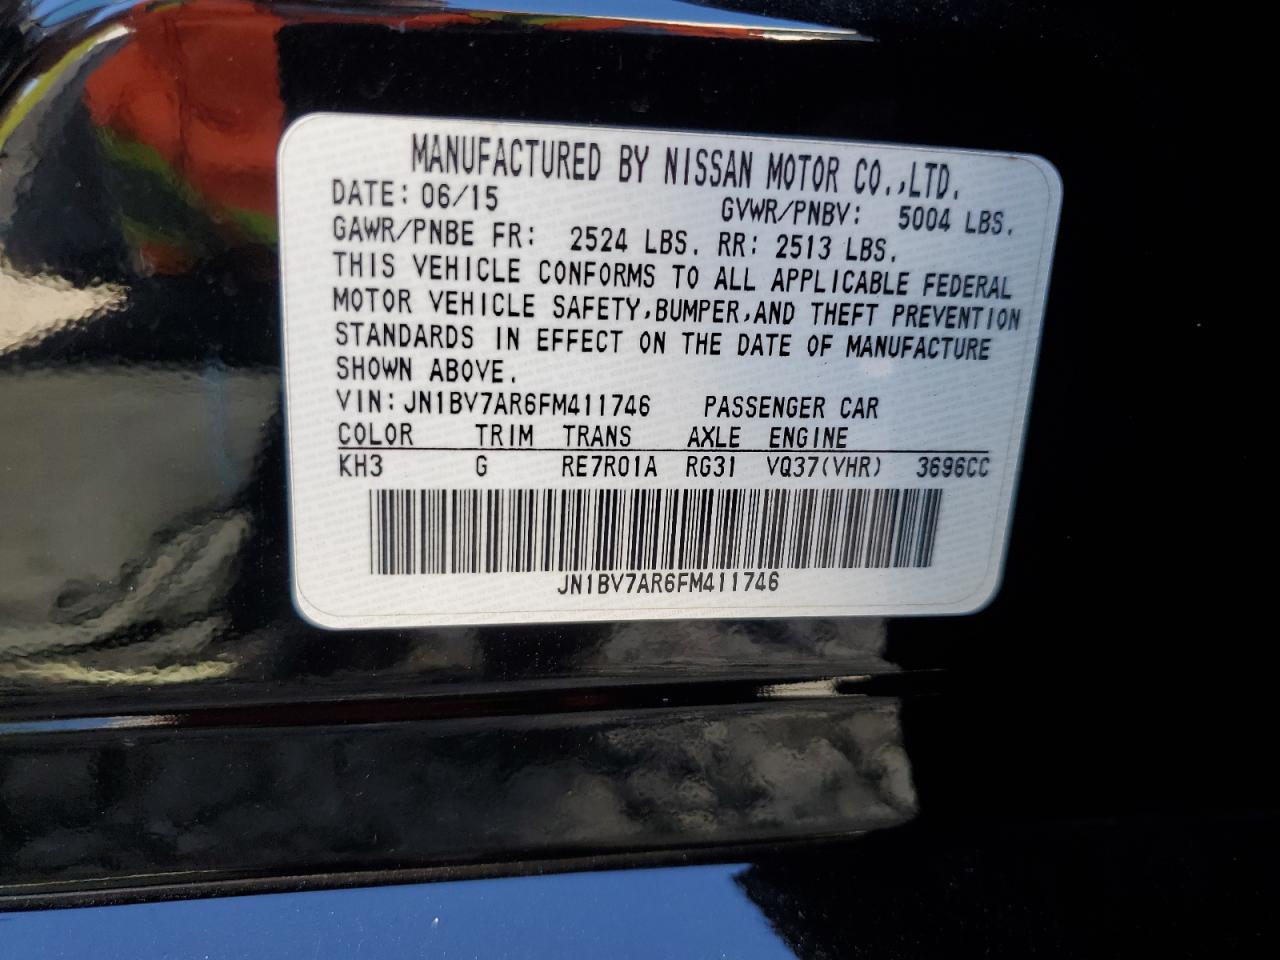 MANUFACTURED BY NISSAN MOTOR CO.,LTD.
DATE: 06/15 GVWR/PNBV: 5004 LBS.
GAWR/PNBE FR: 2524 LBS. RR: 2513 LBS.
THIS VEHICLE CONFORMS TO ALL APPLICABLE FEDERAL
MOTOR VEHICLE SAFETY,BUMPER,AND THEFT PREVENTION
STANDARDS IN EFFECT ON THE DATE OF MANUFACTURE
SHOWN ABOVE.
VIN: JN1BV7AR6FM411746 PASSENGER CAR
COLOR TRIM TRANS AXLE ENGINE
KH3 G RE7R01A RG31 VQ37(VHR) 3696CC
JN1BV7AR6FM411746